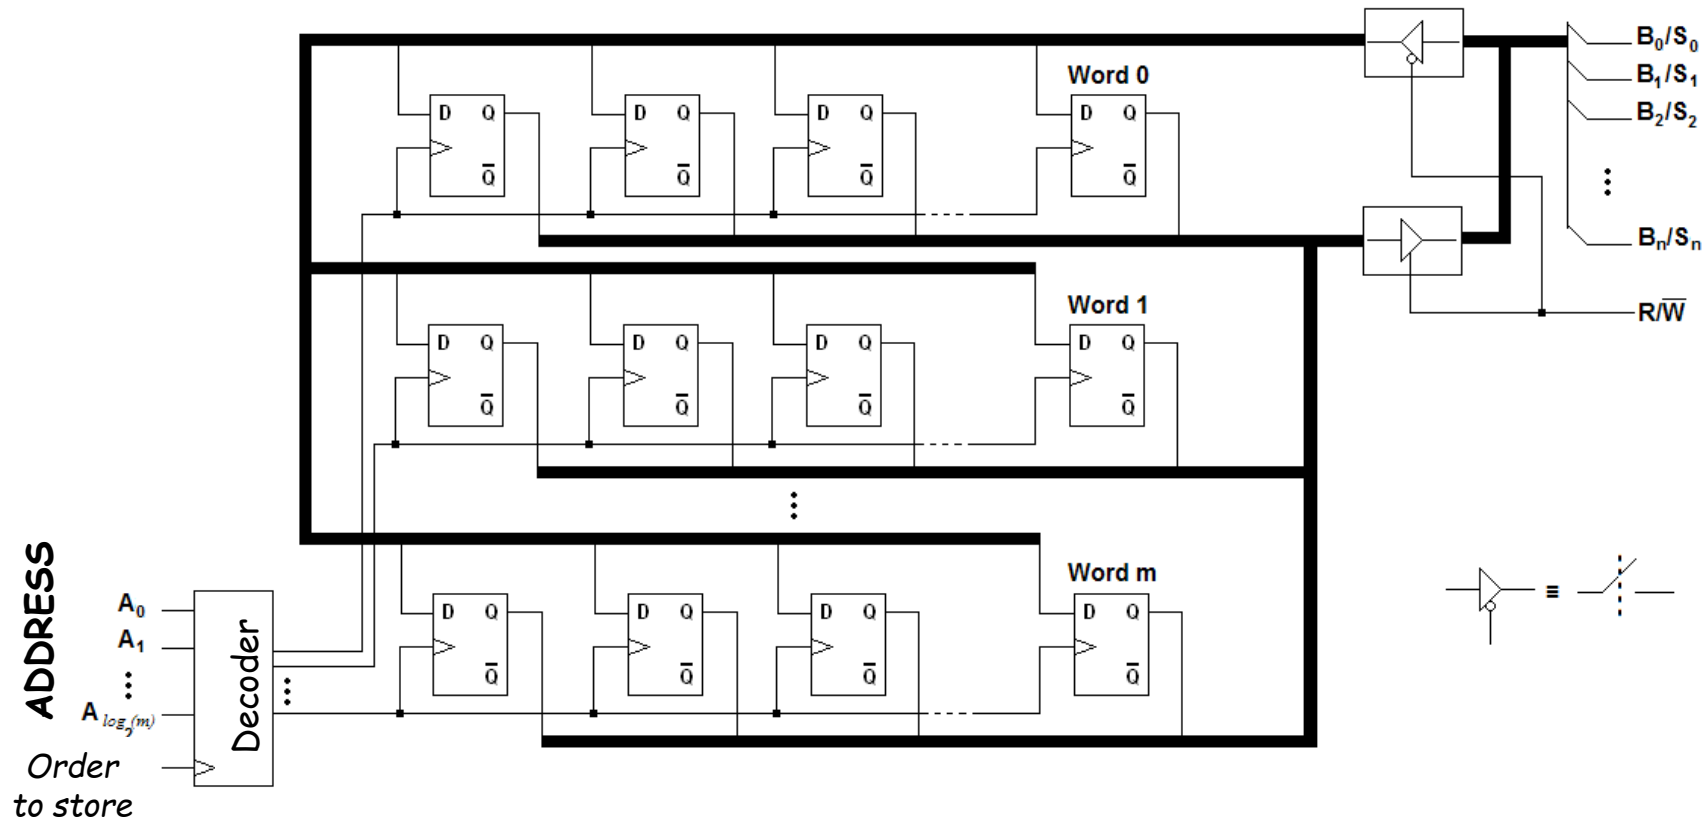 B₀/S₀
B₁/S₁
B₂/S₂
Bₙ/Sₙ
R/W̅
Word 0
D Q
Q̅
D Q
Q̅
D Q
Q̅
D Q
Q̅
Word 1
D Q
Q̅
D Q
Q̅
D Q
Q̅
D Q
Q̅
Word m
D Q
Q̅
D Q
Q̅
D Q
Q̅
D Q
Q̅
ADDRESS
A₀
A₁
A log₂(m)
Decoder
Order
to store
≡